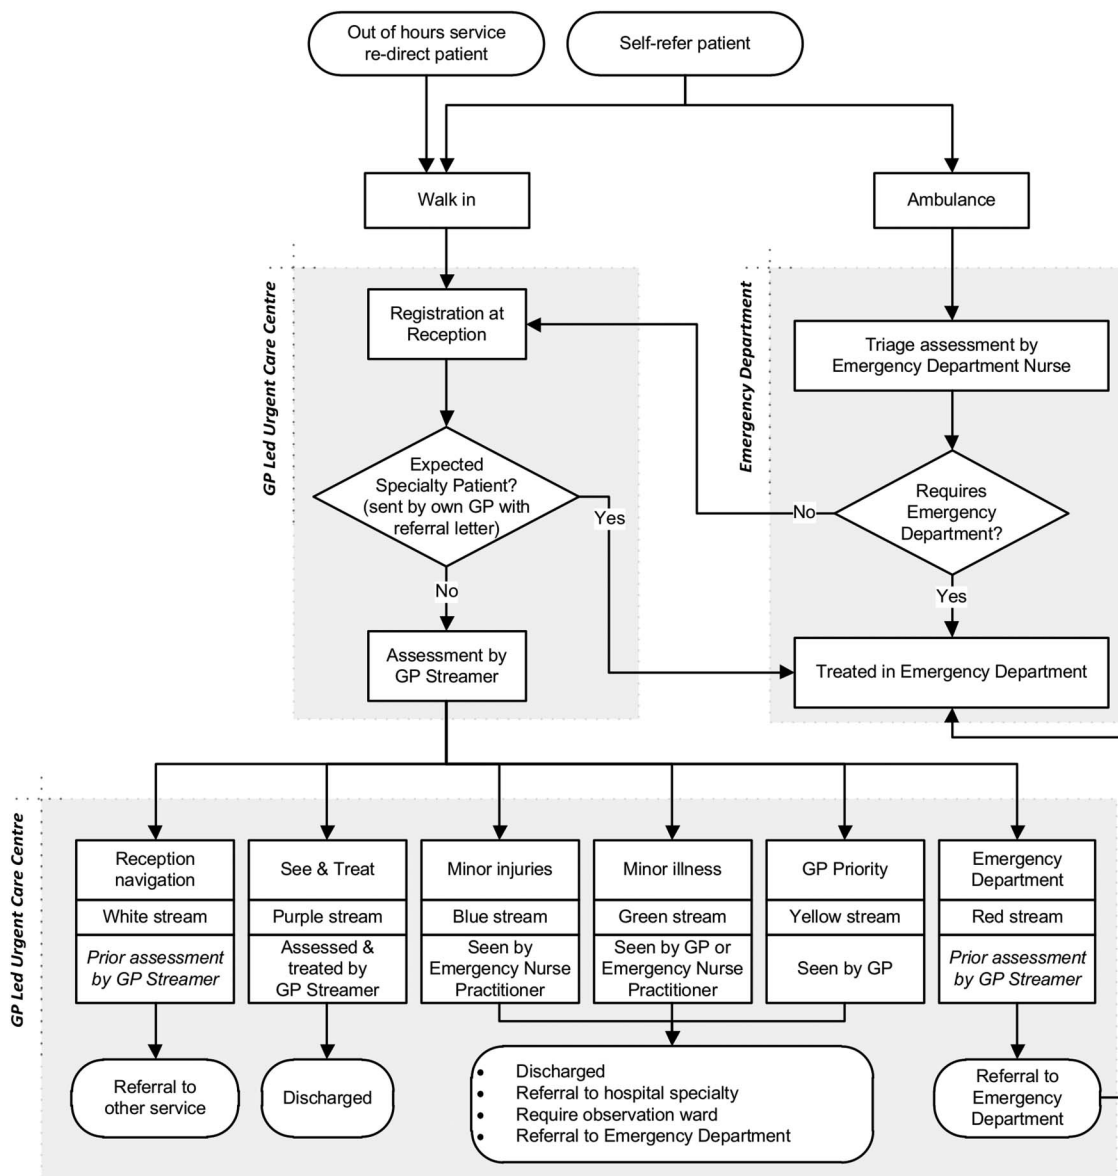 Out of hours service
re-direct patient
Self-refer patient
Walk in
Ambulance
GP Led Urgent Care Centre
Emergency Department
Registration at
Reception
Triage assessment by
Emergency Department Nurse
Expected
Specialty Patient?
(sent by own GP with
referral letter)
Yes
No
Requires
Emergency
Department?
No
Yes
Assessment by
GP Streamer
Treated in Emergency Department
GP Led Urgent Care Centre
Reception
navigation
White stream
Prior assessment
by GP Streamer
See & Treat
Purple stream
Assessed &
treated by
GP Streamer
Minor injuries
Blue stream
Seen by
Emergency Nurse
Practitioner
Minor illness
Green stream
Seen by GP or
Emergency Nurse
Practitioner
GP Priority
Yellow stream
Seen by GP
Emergency
Department
Red stream
Prior assessment
by GP Streamer
Referral to
other service
Discharged
• Discharged
• Referral to hospital specialty
• Require observation ward
• Referral to Emergency Department
Referral to
Emergency
Department